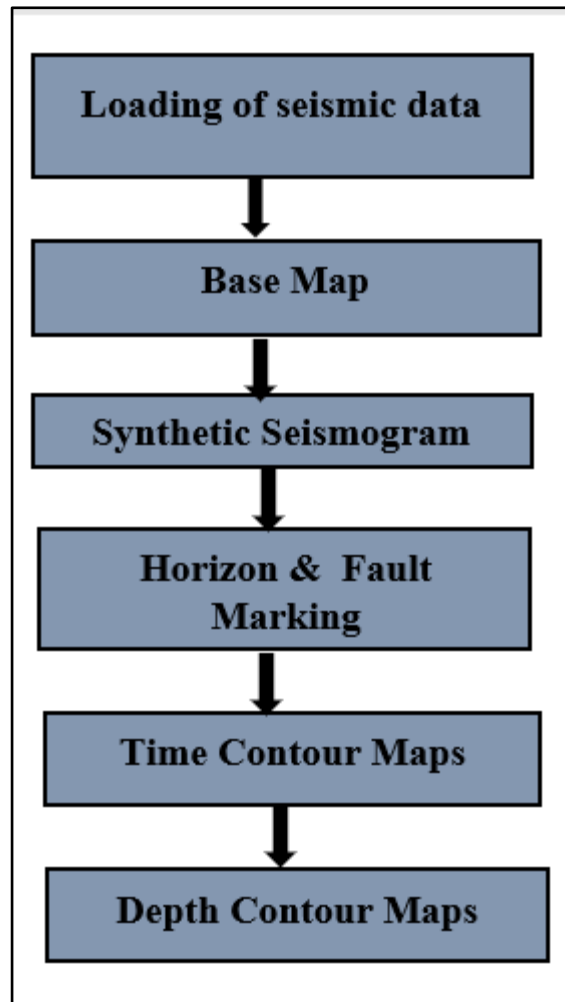 Loading of seismic data
Base Map
Synthetic Seismogram
Horizon & Fault
Marking
Time Contour Maps
Depth Contour Maps